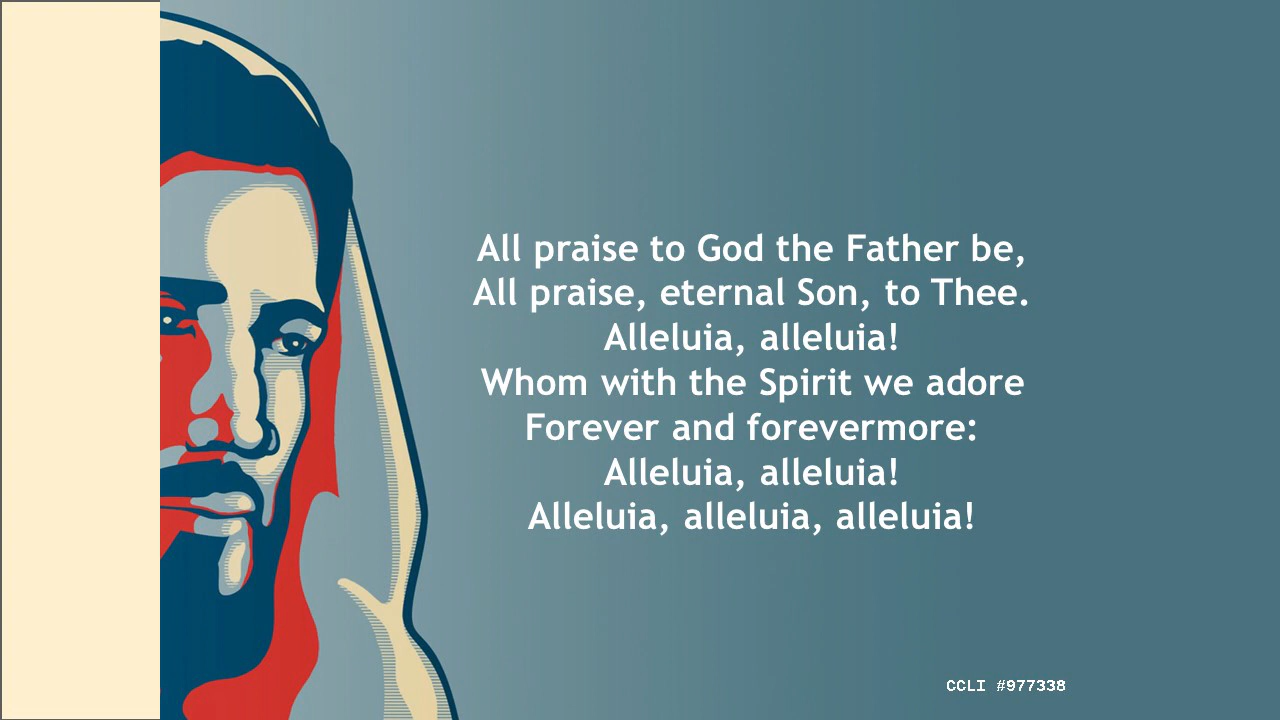 All praise to God the Father be,
All praise, eternal Son, to Thee.
Alleluia, alleluia!
Whom with the Spirit we adore
Forever and forevermore:
Alleluia, alleluia!
Alleluia, alleluia, alleluia!
CCLI #977338